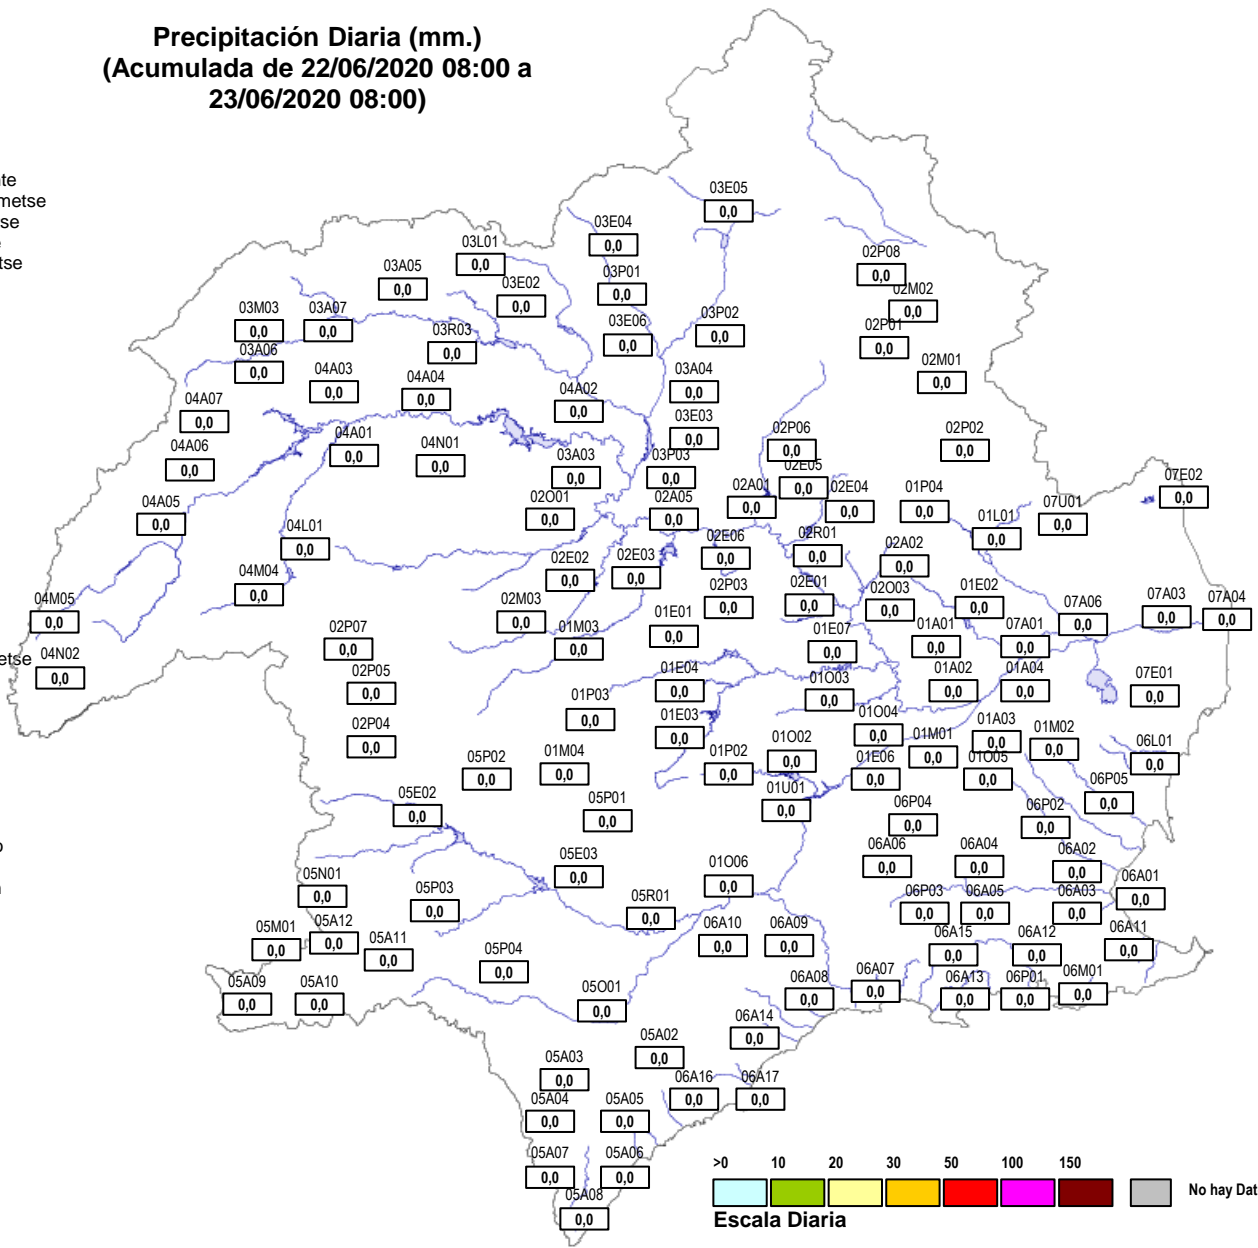 Precipitación Diaria (mm.)
(Acumulada de 22/06/2020 08:00 a
23/06/2020 08:00)
te
metse
se
tse
etse
03E05
0,0
03E04
0,0
03L01
0,0
02P08
0,0
03A05
0,0
03P01
0,0
03E02
0,0
02M02
0,0
03M03
0,0
03A07
0,0
03P02
0,0
03E06
0,0
02P01
0,0
03R03
0,0
03A06
0,0
02M01
0,0
04A03
0,0
04A04
0,0
03A04
0,0
04A02
0,0
04A07
0,0
03E03
0,0
02P06
0,0
02P02
0,0
04A01
0,0
04N01
0,0
04A06
0,0
03A03
0,0
03P03
0,0
02E05
0,0
07E02
0,0
02A01
0,0
02E04
0,0
01P04
0,0
04A05
0,0
02O01
0,0
02A05
0,0
07U01
0,0
01L01
0,0
04L01
0,0
02E06
0,0
02R01
0,0
02A02
0,0
02E02
0,0
02E03
0,0
04M04
0,0
02P03
0,0
02E01
0,0
02O03
0,0
01E02
0,0
04M05
0,0
02M03
0,0
07A06
0,0
07A03
0,0
07A04
0,0
01E01
0,0
02P07
0,0
01M03
0,0
01E07
0,0
01A01
0,0
07A01
0,0
04N02
0,0
02P05
0,0
01E04
0,0
01O03
0,0
01A02
0,0
01A04
0,0
07E01
0,0
01P03
0,0
01E03
0,0
01O04
0,0
01A03
0,0
01M02
0,0
02P04
0,0
01O02
0,0
01M01
0,0
06L01
0,0
05P02
0,0
01M04
0,0
01P02
0,0
01E06
0,0
01O05
0,0
05E02
0,0
05P01
0,0
01U01
0,0
06P04
0,0
06P02
0,0
06P05
0,0
05E03
0,0
01O06
0,0
06A06
0,0
06A04
0,0
06A02
0,0
05N01
0,0
05P03
0,0
05R01
0,0
06P03
0,0
06A05
0,0
06A03
0,0
06A01
0,0
05M01
0,0
05A12
0,0
05A11
0,0
06A10
0,0
06A09
0,0
06A15
0,0
06A12
0,0
06A11
0,0
05P04
0,0
05A09
0,0
05A10
0,0
05O01
0,0
06A08
0,0
06A07
0,0
06A13
0,0
06P01
0,0
06M01
0,0
06A14
0,0
05A02
0,0
05A03
0,0
06A16
0,0
06A17
0,0
05A04
0,0
05A05
0,0
05A07
0,0
05A06
0,0
05A08
0,0
>0 10 20 30 50 100 150
No hay Dat
Escala Diaria